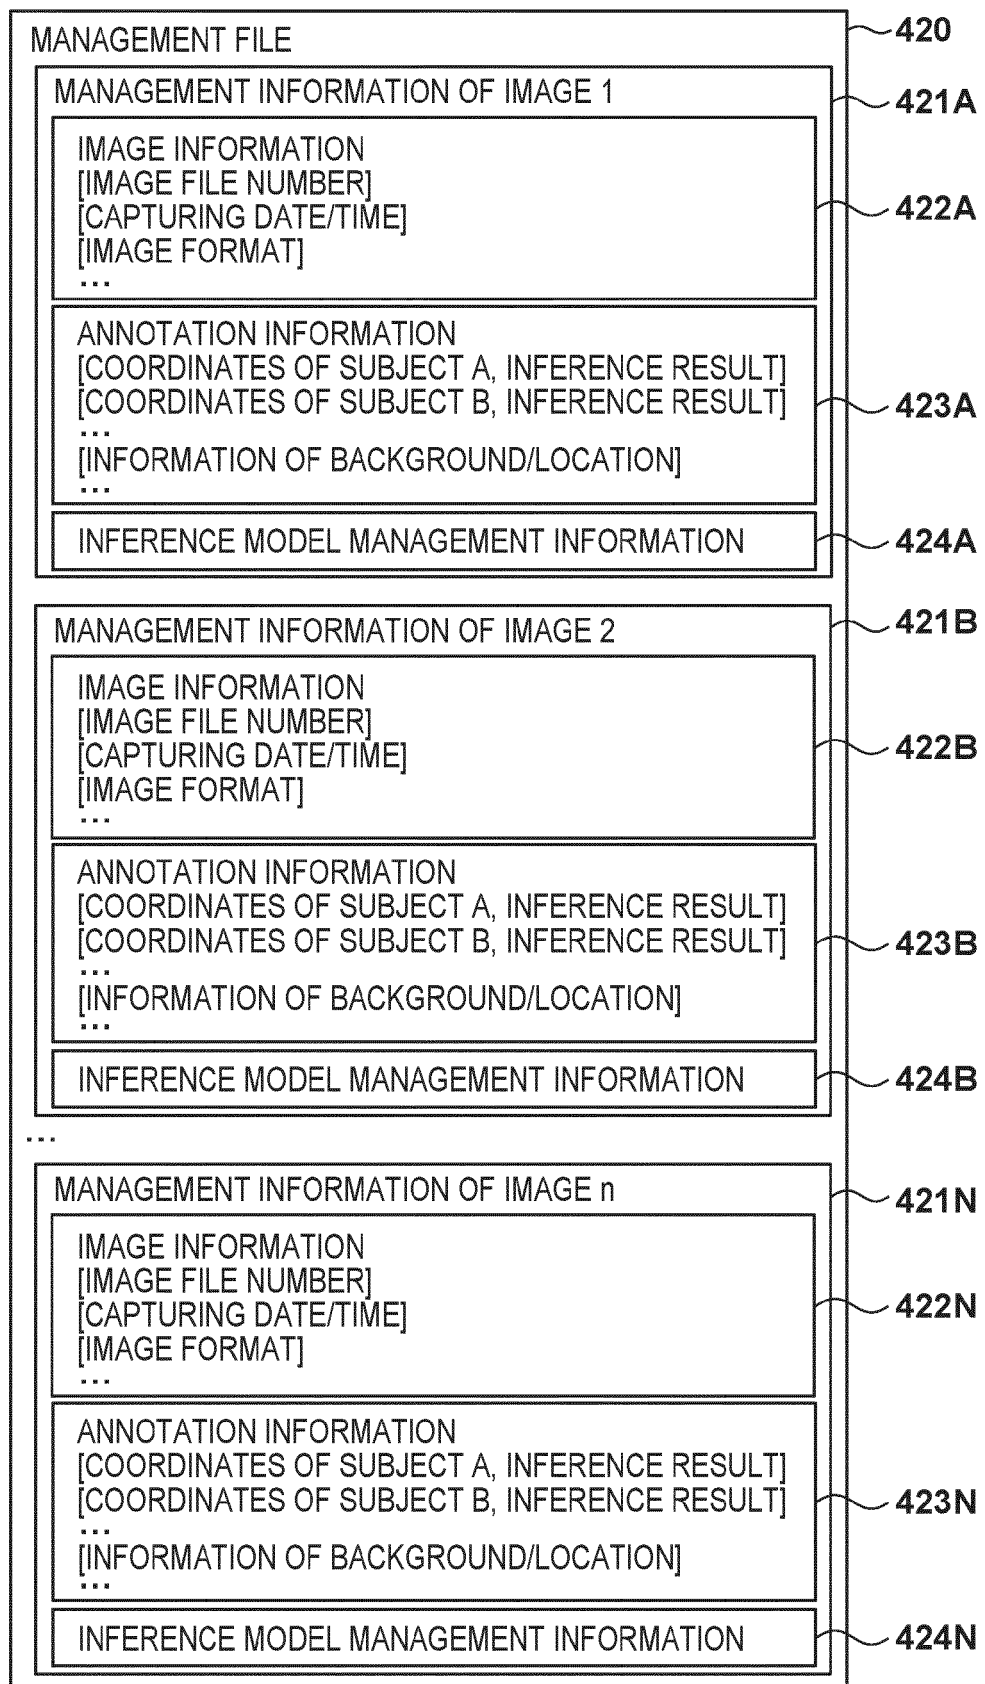 MANAGEMENT FILE
420
MANAGEMENT INFORMATION OF IMAGE 1
421A
IMAGE INFORMATION
[IMAGE FILE NUMBER]
[CAPTURING DATE/TIME]
422A
[IMAGE FORMAT]
...
ANNOTATION INFORMATION
[COORDINATES OF SUBJECT A, INFERENCE RESULT]
[COORDINATES OF SUBJECT B, INFERENCE RESULT]
423A
...
[INFORMATION OF BACKGROUND/LOCATION]
...
INFERENCE MODEL MANAGEMENT INFORMATION
424A
MANAGEMENT INFORMATION OF IMAGE 2
421B
IMAGE INFORMATION
[IMAGE FILE NUMBER]
[CAPTURING DATE/TIME]
422B
[IMAGE FORMAT]
...
ANNOTATION INFORMATION
[COORDINATES OF SUBJECT A, INFERENCE RESULT]
[COORDINATES OF SUBJECT B, INFERENCE RESULT]
423B
...
[INFORMATION OF BACKGROUND/LOCATION]
...
INFERENCE MODEL MANAGEMENT INFORMATION
424B
...
MANAGEMENT INFORMATION OF IMAGE n
421N
IMAGE INFORMATION
[IMAGE FILE NUMBER]
[CAPTURING DATE/TIME]
422N
[IMAGE FORMAT]
...
ANNOTATION INFORMATION
[COORDINATES OF SUBJECT A, INFERENCE RESULT]
[COORDINATES OF SUBJECT B, INFERENCE RESULT]
423N
...
[INFORMATION OF BACKGROUND/LOCATION]
...
INFERENCE MODEL MANAGEMENT INFORMATION
424N